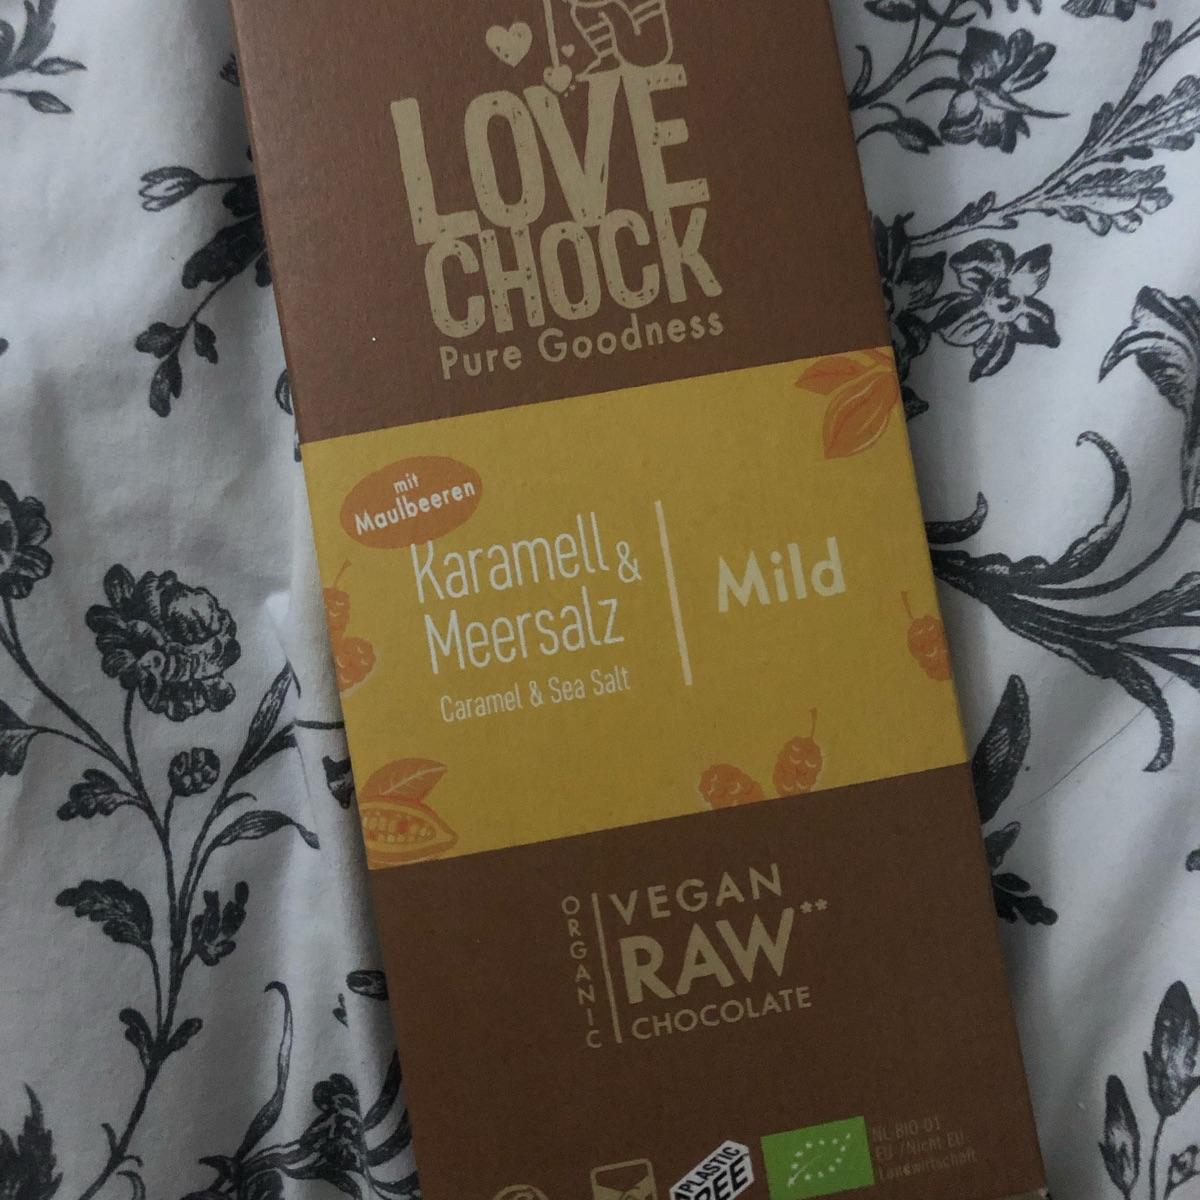 LOVE
CHOCK
Pure Goodness
mit
Maulbeeren
Karamell &
Meersalz
Caramel & Sea Salt
Mild
ORGANIC
VEGAN
RAW**
CHOCOLATE
PLASTIC
FREE
NL-BIO-01
EU /Nicht EU
Landwirtschaft